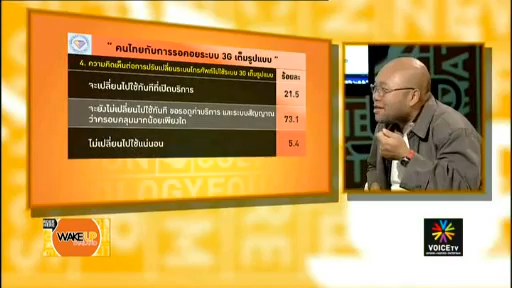 “ คนไทยกับการรอคอยระบบ 3G เต็มรูปแบบ ”
4. ความคิดเห็นต่อการปรับเปลี่ยนระบบโทรศัพท์ไปใช้ระบบ 3G เต็มรูปแบบ ร้อยละ
จะเปลี่ยนไปใช้ทันทีที่เปิดบริการ 21.5
จะยังไม่เปลี่ยนไปใช้ทันที ขอรอดูค่าบริการ และระบบสัญญาณ
ว่าครอบคลุมมากน้อยเพียงใด 73.1
ไม่เปลี่ยนไปใช้แน่นอน 5.4
WAKE UP
THAILAND
VOICE TV